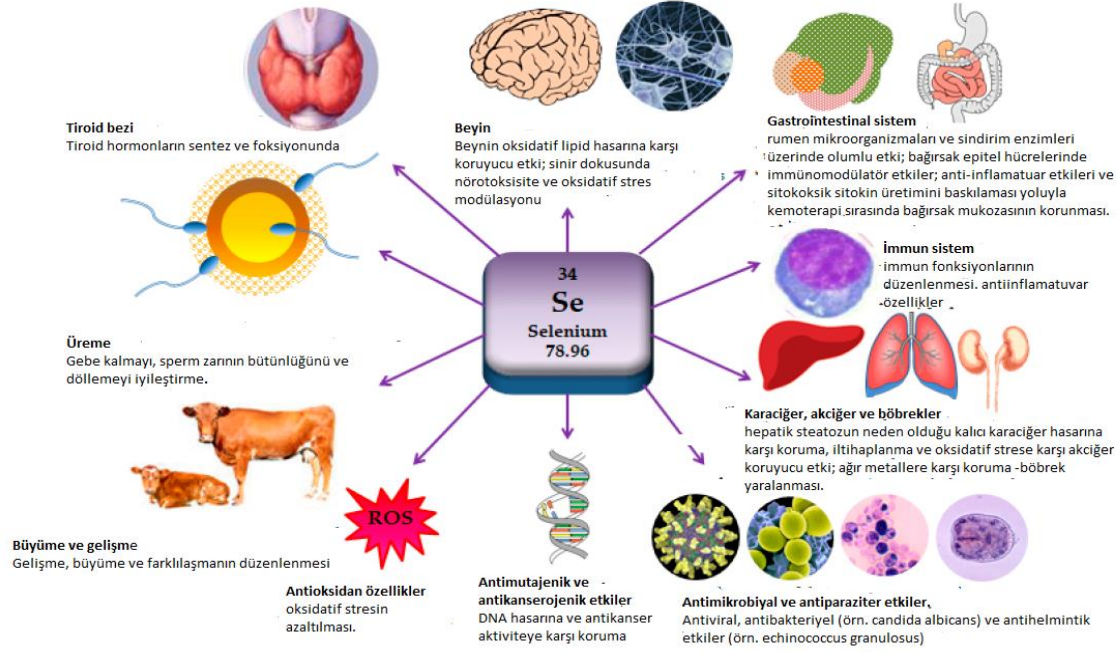 Tiroid bezi
Tiroid hormonların sentez ve foksiyonunda
Beyin
Beynin oksidatif lipid hasarına karşı
koruyucu etki; sinir dokusunda
nörotoksisite ve oksidatif stres
modülasyonu
Gastrointestinal sistem
rumen mikroorganizmaları ve sindirim enzimleri
üzerinde olumlu etki; bağırsak epitel hücrelerinde
immünomodülatör etkiler; anti-inflamatuar etkileri ve
sitokoksik sitokin üretimini baskılaması yoluyla
kemoterapi sırasında bağırsak mukozasının korunması.
İmmun sistem
immun fonksiyonlarının
düzenlenmesi. antiinflamatuvar
özellikler
34
Se
Selenium
78.96
Üreme
Gebe kalmayı, sperm zarının bütünlüğünü ve
döllemeyi iyileştirme.
Karaciğer, akciğer ve böbrekler
hepatik steatozun neden olduğu kalıcı karaciğer hasarına
karşı koruma, iltihaplanma ve oksidatif strese karşı akciğer
koruyucu etki; ağır metallere karşı koruma -böbrek
yaralanması.
Büyüme ve gelişme
Gelişme, büyüme ve farklılaşmanın düzenlenmesi
ROS
Antioksidan özellikler
oksidatif stresin
azaltılması.
Antimutajenik ve
antikanserojenik etkiler
DNA hasarına ve antikanser
aktiviteye karşı koruma
Antimikrobiyal ve antiparaziter etkiler,
Antiviral, antibakteriyel (örn. candida albicans) ve antihelmintik
etkiler (örn. echinococcus granulosus)